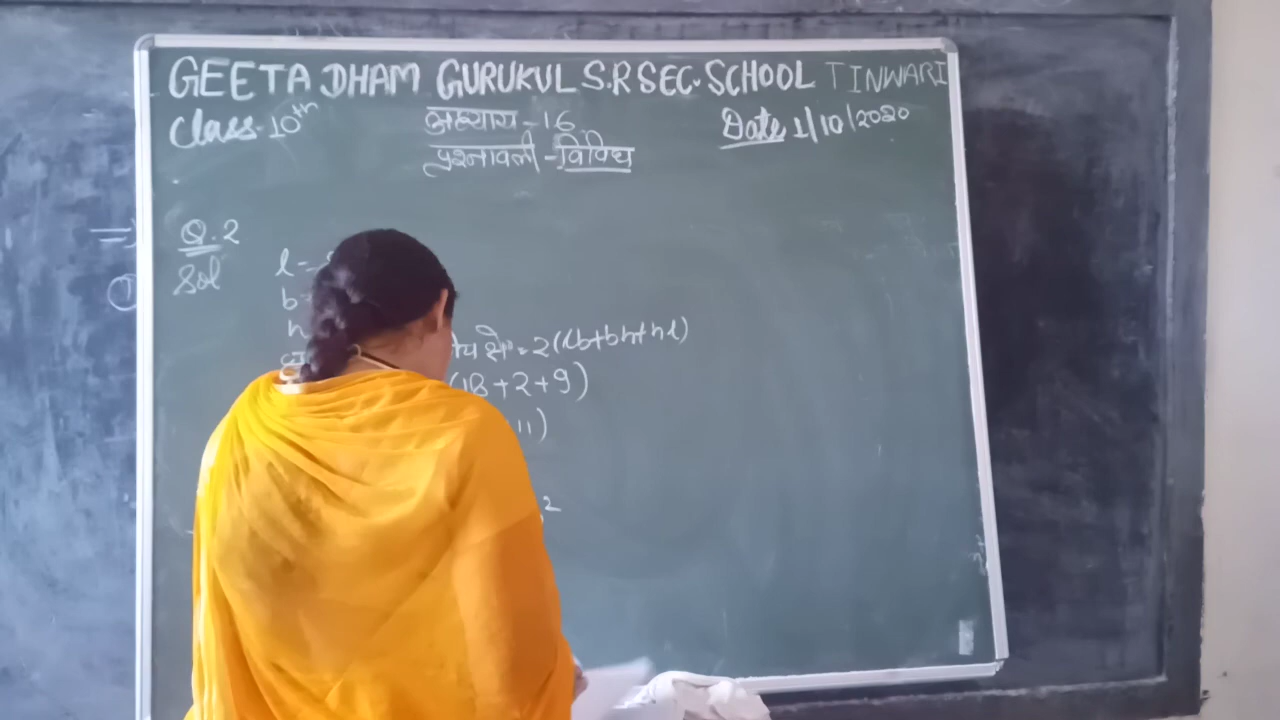 GEETA DHAM GURUKUL S.R SEC. SCHOOL TINWARI
Class-10th अध्याय-16 Date 1/10/2020
प्रश्नावली-विविध
Q.2
Sol l=
b=
h
क्षे० = 2(lb+bh+hl)
(18+2+9)
11)
2